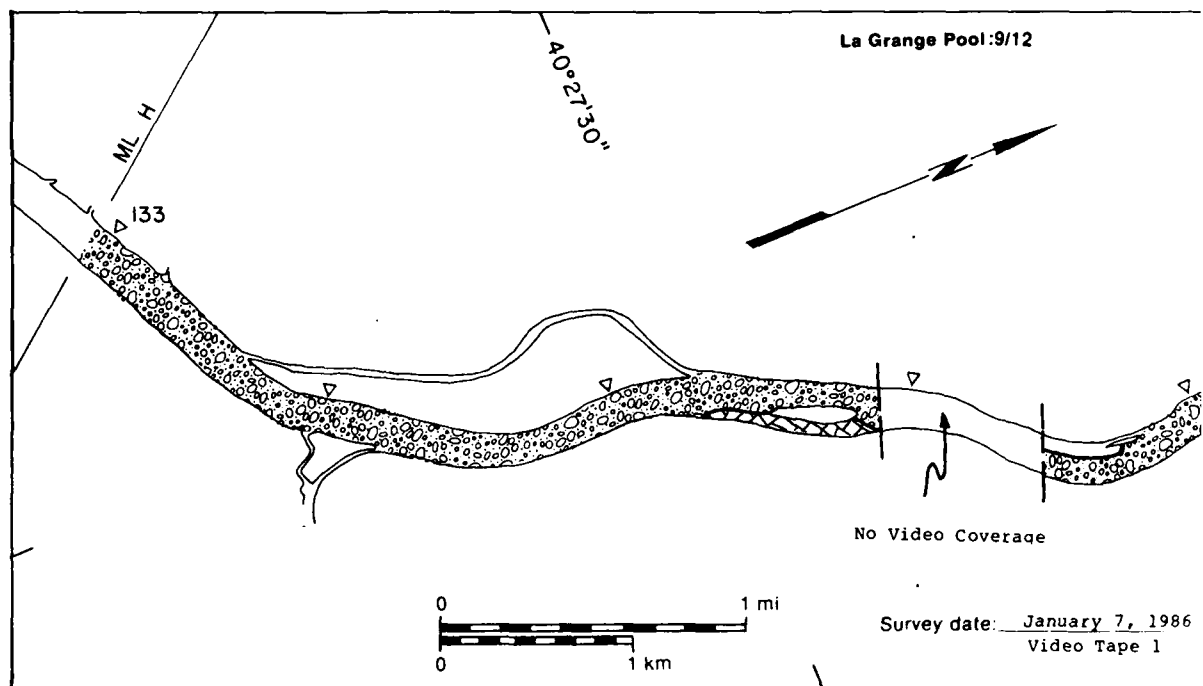 La Grange Pool:9/12
40°27'30"
ML H
N
133
No Video Coverage
0 1 mi
0 1 km
Survey date: January 7, 1986
Video Tape 1